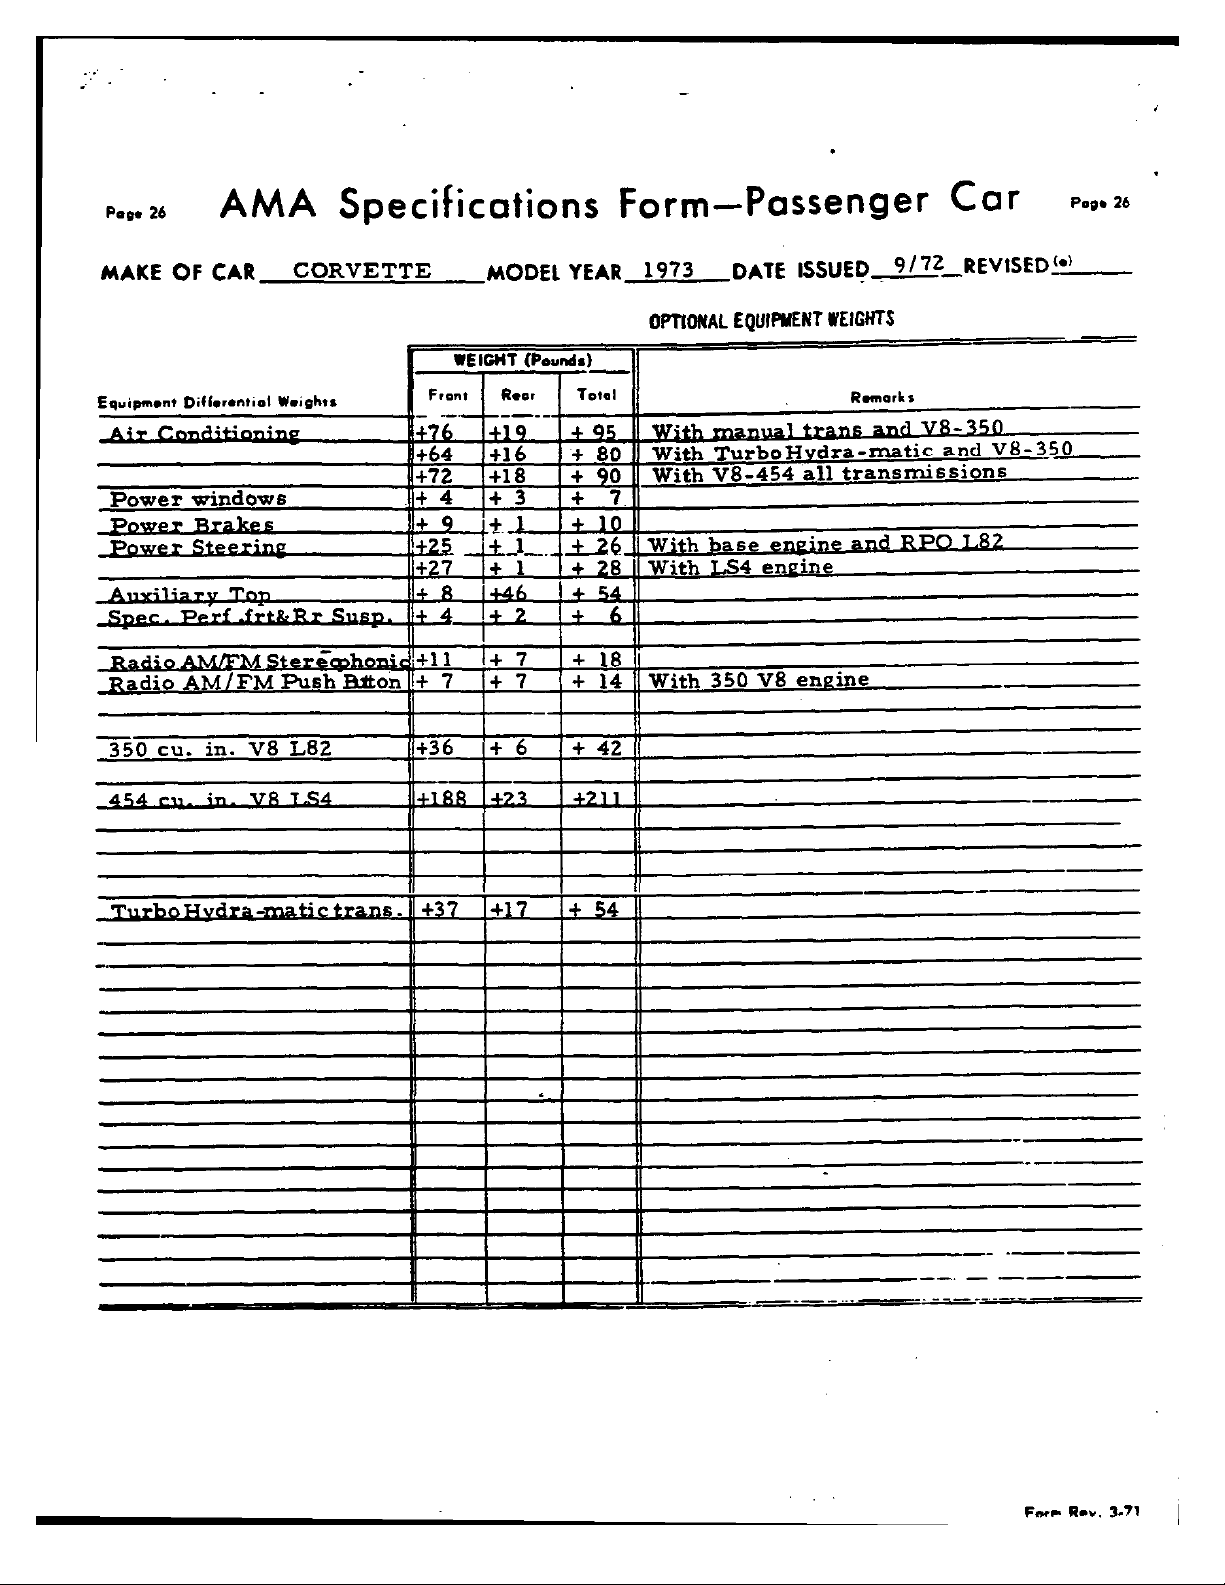 Page 26 AMA Specifications Form—Passenger Car Page 26
MAKE OF CAR CORVETTE MODEL YEAR 1973 DATE ISSUED 9/72 REVISED (•)
OPTIONAL EQUIPMENT WEIGHTS
WEIGHT (Pounds)
Equipment Differential Weights Front Rear Total Remarks
Air Conditioning +76 +19 + 95 With manual trans and V8-350
+64 +16 + 80 With Turbo Hydra-matic and V8-350
+72 +18 + 90 With V8-454 all transmissions
Power windows + 4 + 3 + 7
Power Brakes + 9 + 1 + 10
Power Steering +25 + 1 + 26 With base engine and RPO L82
+27 + 1 + 28 With LS4 engine
Auxiliary Top + 8 +46 + 54
Spec. Perf .frt&Rr Susp. + 4 + 2 + 6
Radio AM/FM Stereophonic +11 + 7 + 18
Radio AM/FM Push Button + 7 + 7 + 14 With 350 V8 engine
350 cu. in. V8 L82 +36 + 6 + 42
454 cu. in. V8 LS4 +188 +23 +211
Turbo Hydra-matic trans. +37 +17 + 54
Form Rev. 3-71